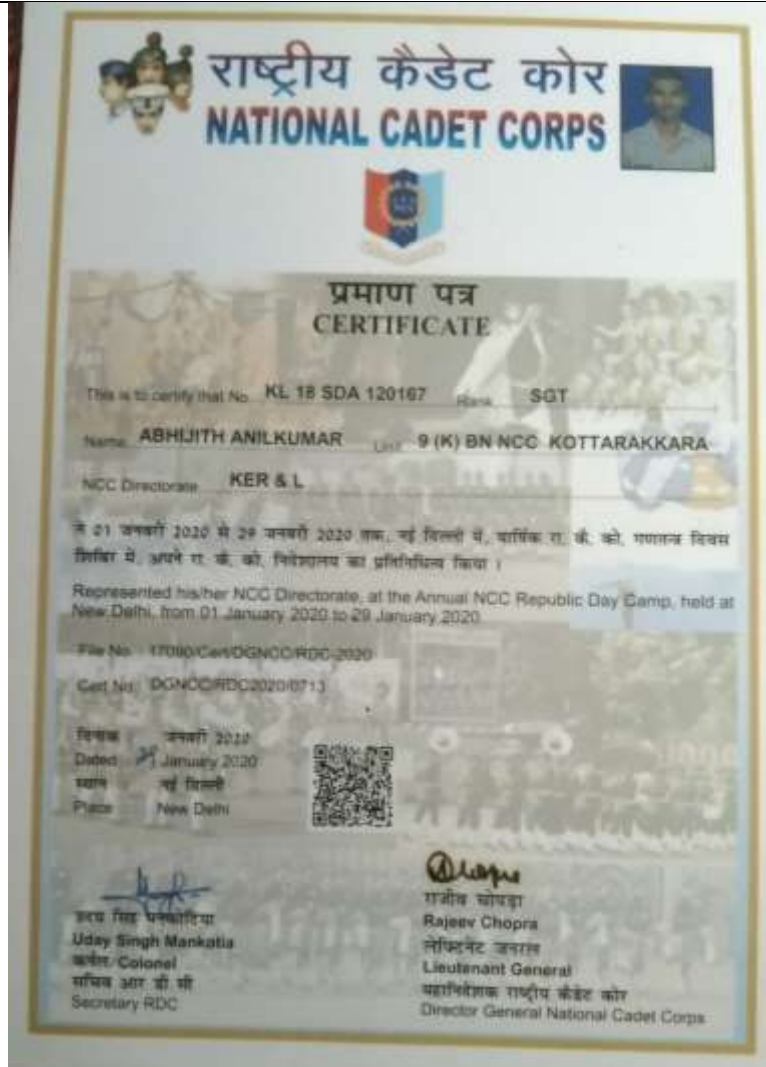 राष्ट्रीय कैडेट कोर
NATIONAL CADET CORPS
प्रमाण पत्र
CERTIFICATE
This is to certify that No. KL 18 SDA 120167 Rank SGT
Name ABHIJITH ANILKUMAR Unit 9 (K) BN NCC KOTTARAKKARA
NCC Directorate KER & L
ने 01 जनवरी 2020 से 29 जनवरी 2020 तक, नई दिल्ली में, वार्षिक रा. कै. को. गणतन्त्र दिवस
शिविर में, अपने रा. कै. को. निदेशालय का प्रतिनिधित्व किया ।
Represented his/her NCC Directorate, at the Annual NCC Republic Day Camp, held at
New Delhi, from 01 January 2020 to 29 January 2020
File No. 17080/Cert/DGNCC/RDC-2020
Cert No. DGNCC/RDC2020/0713
दिनांक जनवरी 2020
Dated January 2020
स्थान नई दिल्ली
Place New Delhi
उदय सिंह
Uday Singh Mankatia
कर्नल/Colonel
सचिव आर डी सी
Secretary RDC
राजीव चोपड़ा
Rajeev Chopra
लेफ्टिनेंट जनरल
Lieutenant General
महानिदेशक राष्ट्रीय कैडेट कोर
Director General National Cadet Corps